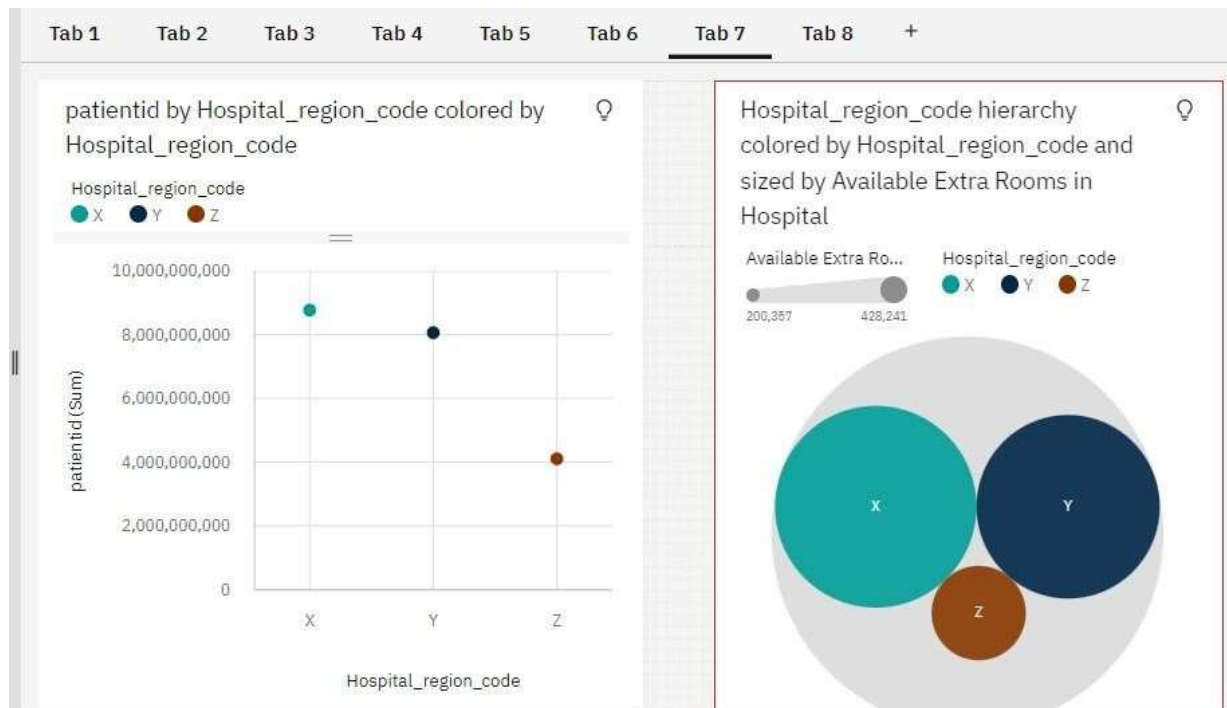 Tab 1 Tab 2 Tab 3 Tab 4 Tab 5 Tab 6 Tab 7 Tab 8 +
patientid by Hospital_region_code colored by
Hospital_region_code
Hospital_region_code
X Y Z
10,000,000,000
8,000,000,000
6,000,000,000
4,000,000,000
2,000,000,000
0
patientid (Sum)
X Y Z
Hospital_region_code
Hospital_region_code hierarchy
colored by Hospital_region_code and
sized by Available Extra Rooms in
Hospital
Available Extra Ro...
200,367 428,241
Hospital_region_code
X Y Z
X
Y
Z